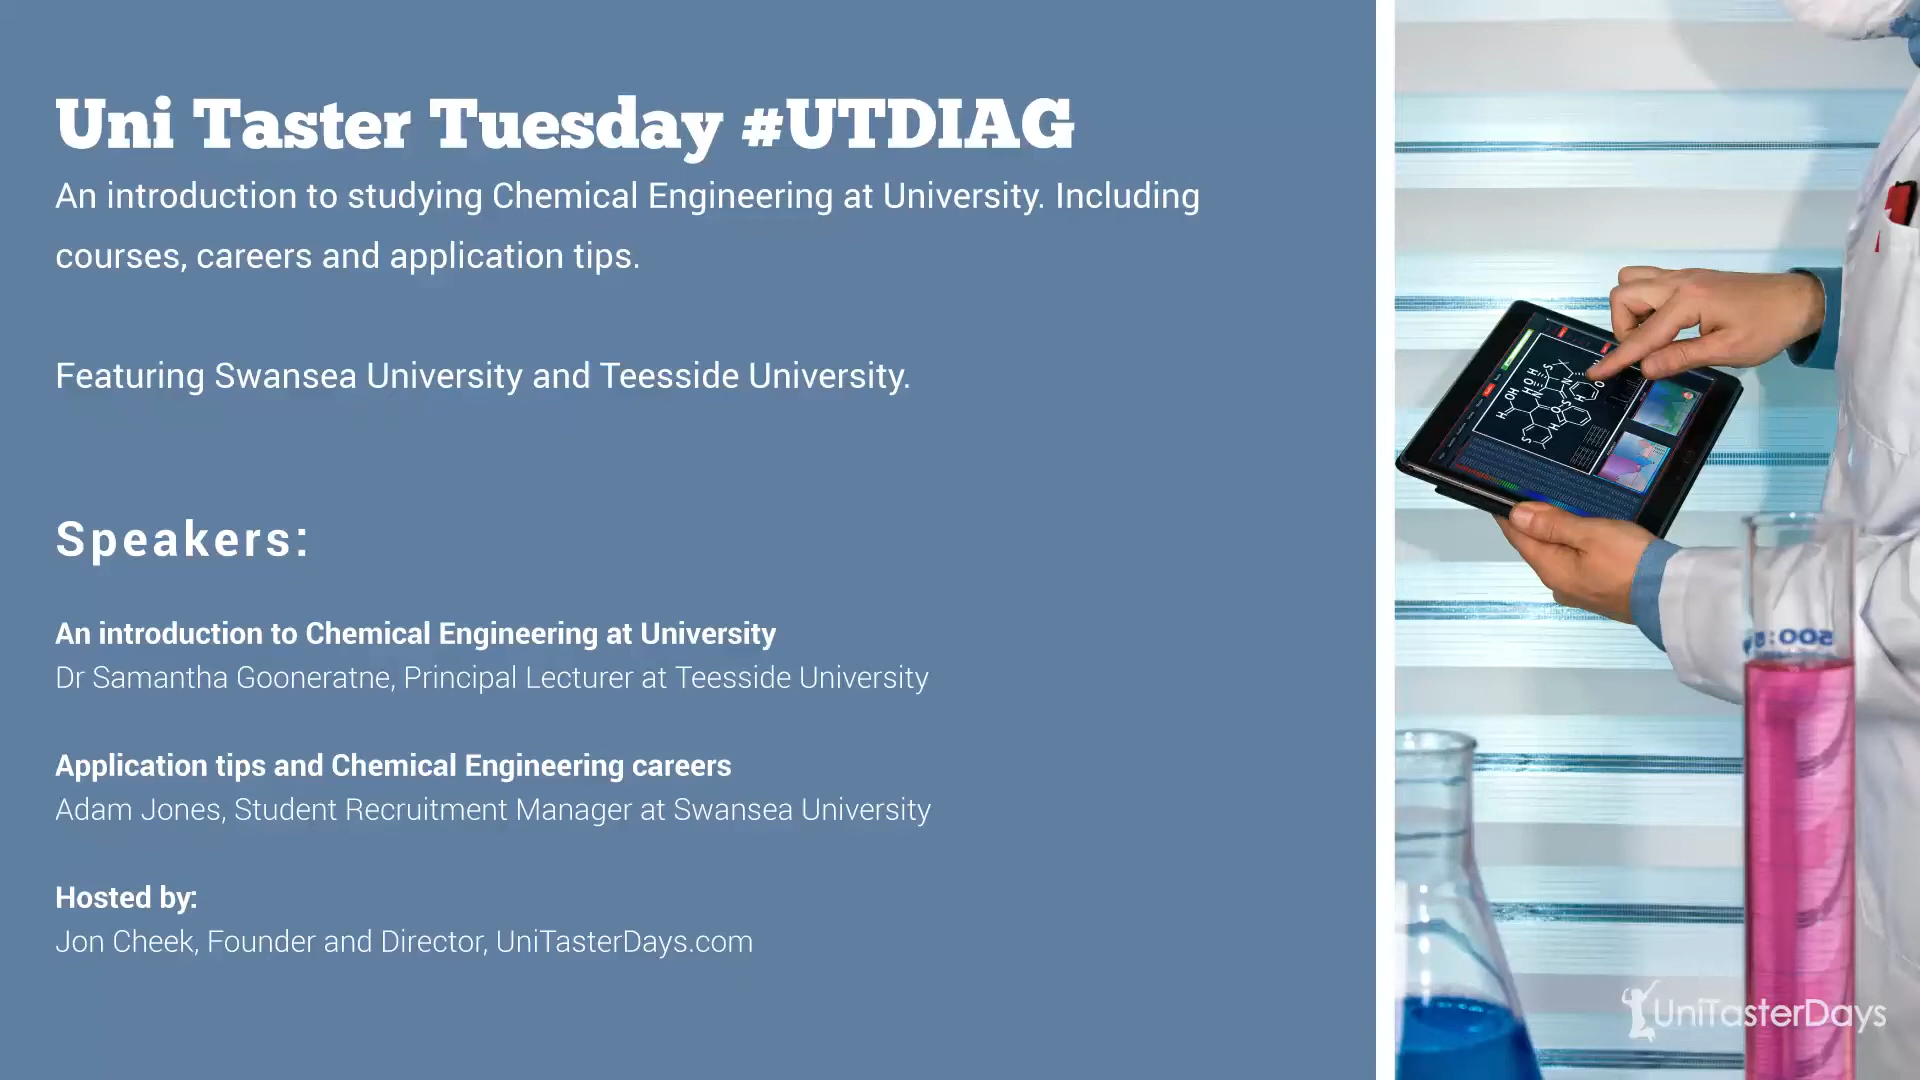 Uni Taster Tuesday #UTDIAG
An introduction to studying Chemical Engineering at University. Including
courses, careers and application tips.
Featuring Swansea University and Teesside University.
Speakers:
An introduction to Chemical Engineering at University
Dr Samantha Gooneratne, Principal Lecturer at Teesside University
Application tips and Chemical Engineering careers
Adam Jones, Student Recruitment Manager at Swansea University
Hosted by:
Jon Cheek, Founder and Director, UniTasterDays.com
UniTasterDays